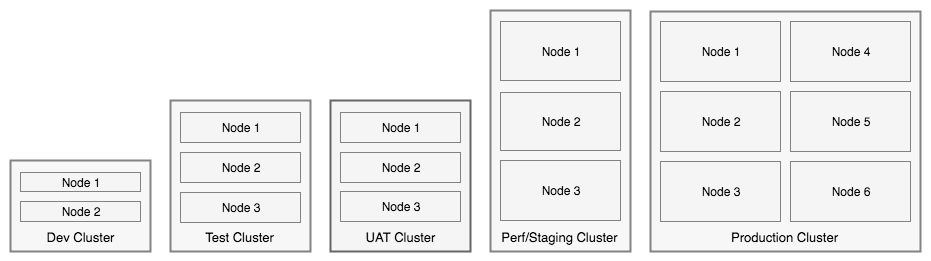 Node 1
Node 2
Dev Cluster
Node 1
Node 2
Node 3
Test Cluster
Node 1
Node 2
Node 3
UAT Cluster
Node 1
Node 2
Node 3
Perf/Staging Cluster
Node 1
Node 4
Node 2
Node 5
Node 3
Node 6
Production Cluster